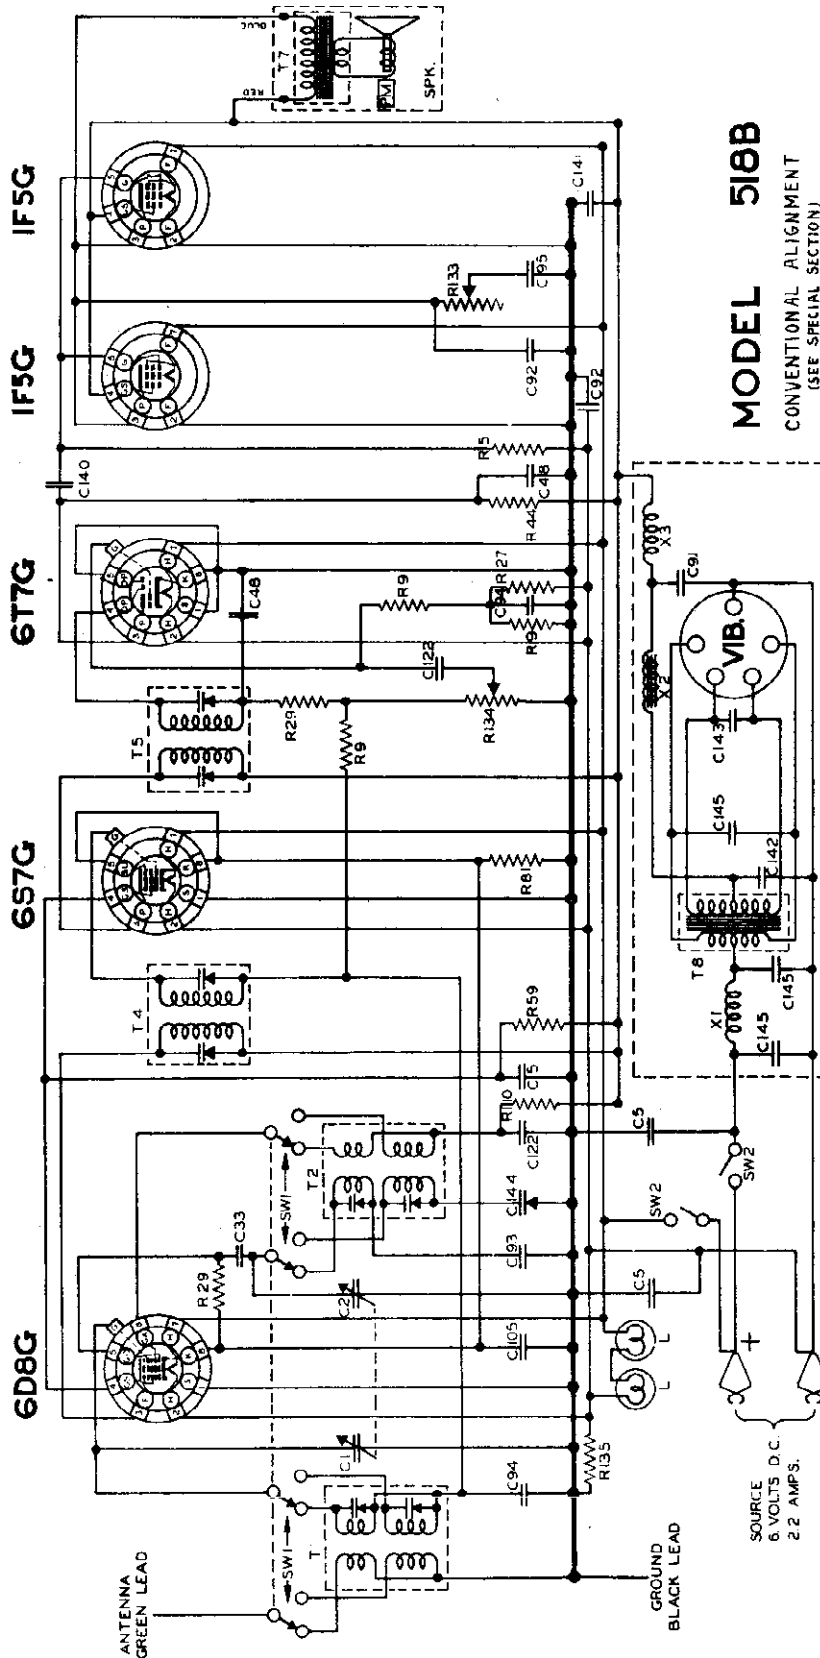 6D8G
6S7G
6T7G
1F5G
1F5G
ANTENNA
GREEN LEAD
SW1
SW1
T
C1
C2
R29
C33
T2
T4
T5
R29
R9
R134
C122
R9
C48
C140
R133
C95
C92
C92
C141
R15
C48
R44
R27
C94
R9
R81
R59
C15
R110
C122
C144
C93
C105
C94
R135
L
L
C5
C5
SW2
SW2
GROUND
BLACK LEAD
SOURCE
6 VOLTS D.C.
2.2 AMPS.
+
X1
C145
C145
T8
C142
C145
C143
VIB.
X2
X3
C91
T7
BLUE
RED
PM
SPK.
MODEL 518B
CONVENTIONAL ALIGNMENT
(SEE SPECIAL SECTION)